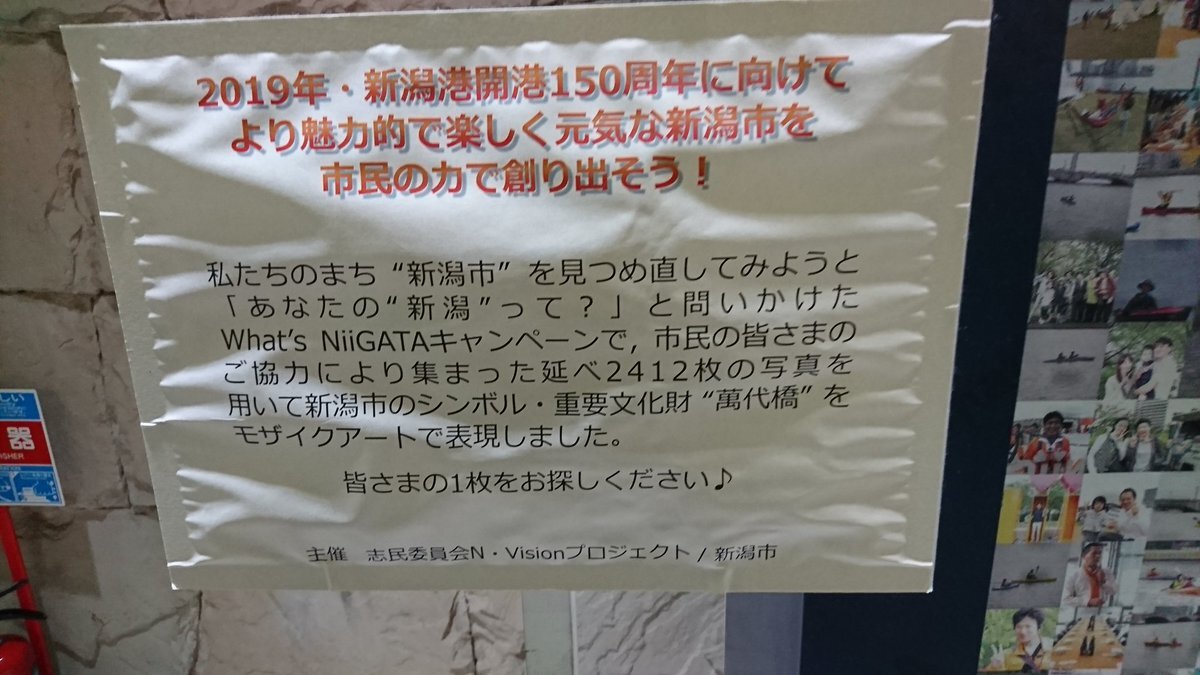 2019年・新潟港開港150周年に向けて
より魅力的で楽しく元気な新潟市を
市民の力で創り出そう！
私たちのまち“新潟市”を見つめ直してみようと
「あなたの“新潟”って？」と問いかけた
What's NiiGATAキャンペーンで, 市民の皆さまの
ご協力により集まった延べ2412枚の写真を
用いて新潟市のシンボル・重要文化財“萬代橋”を
モザイクアートで表現しました。
皆さまの1枚をお探しください♪
主催　志民委員会N・Visionプロジェクト / 新潟市
しい
器
ISHER